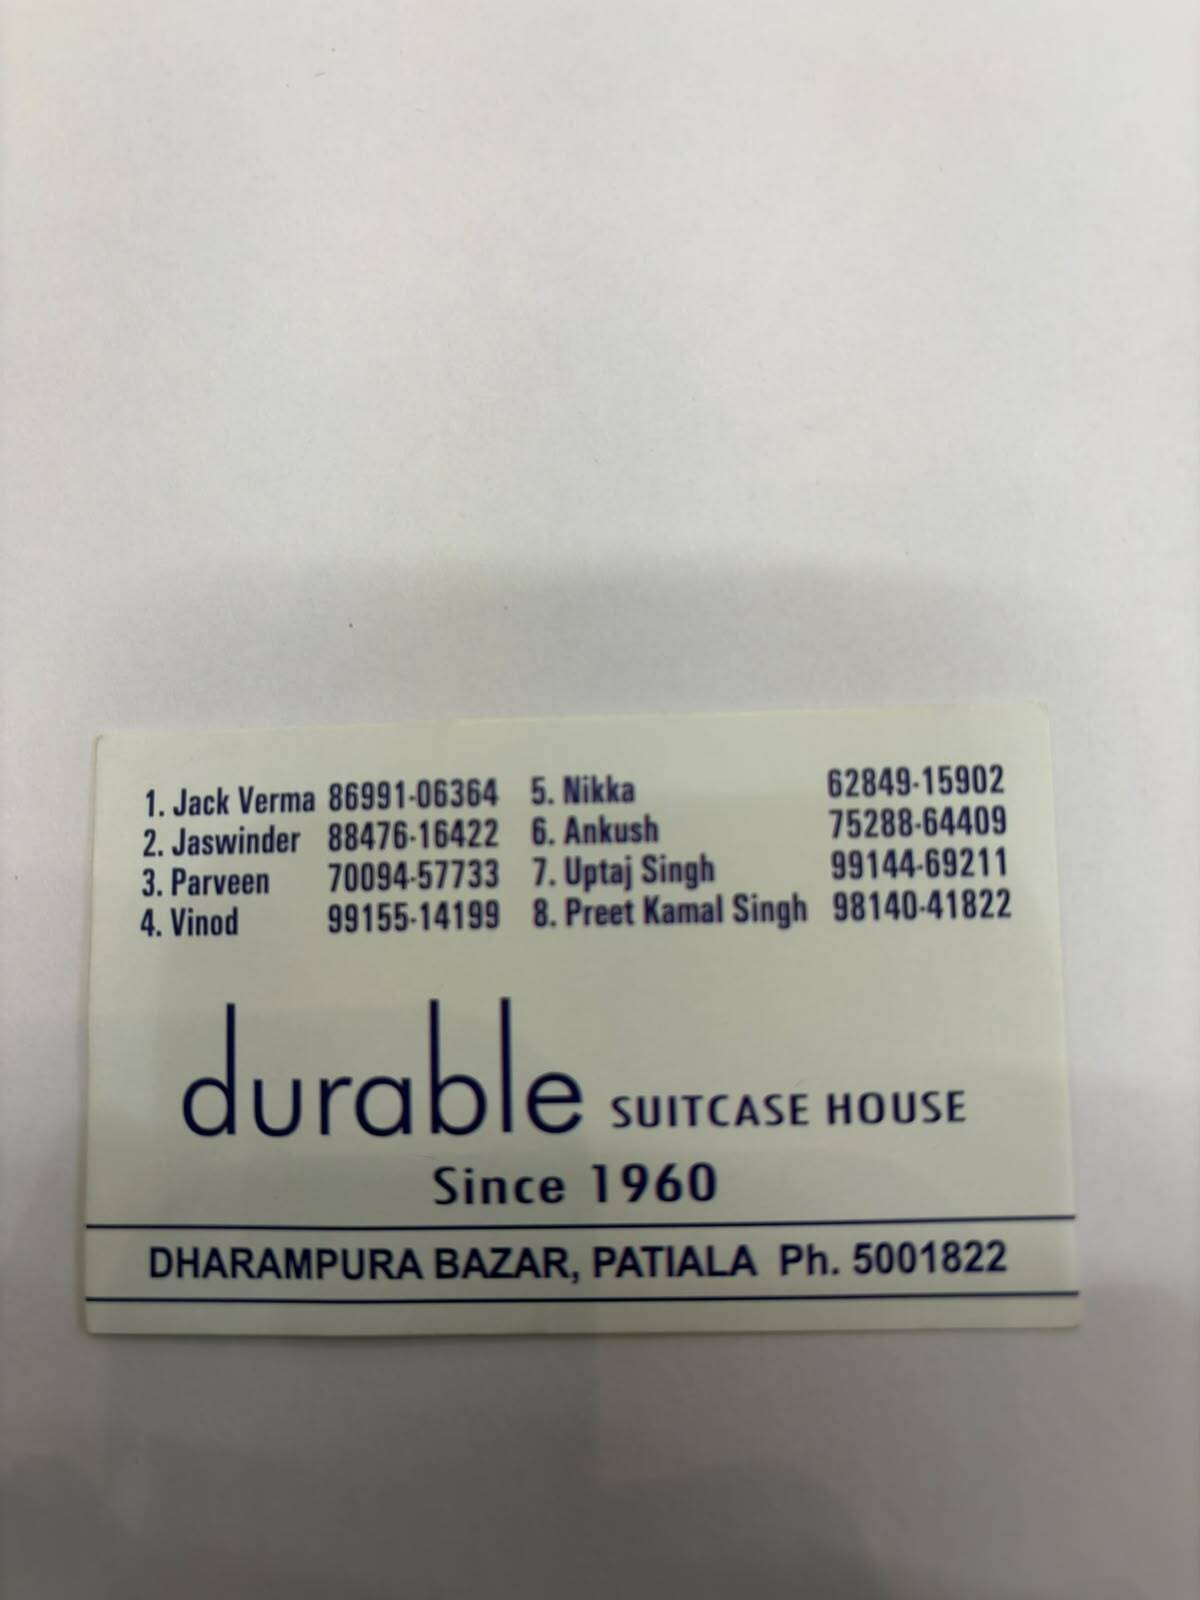 1. Jack Verma 86991-06364 5. Nikka 62849-15902
2. Jaswinder 88476-16422 6. Ankush 75288-64409
3. Parveen 70094-57733 7. Uptaj Singh 99144-69211
4. Vinod 99155-14199 8. Preet Kamal Singh 98140-41822
durable SUITCASE HOUSE
Since 1960
DHARAMPURA BAZAR, PATIALA Ph. 5001822